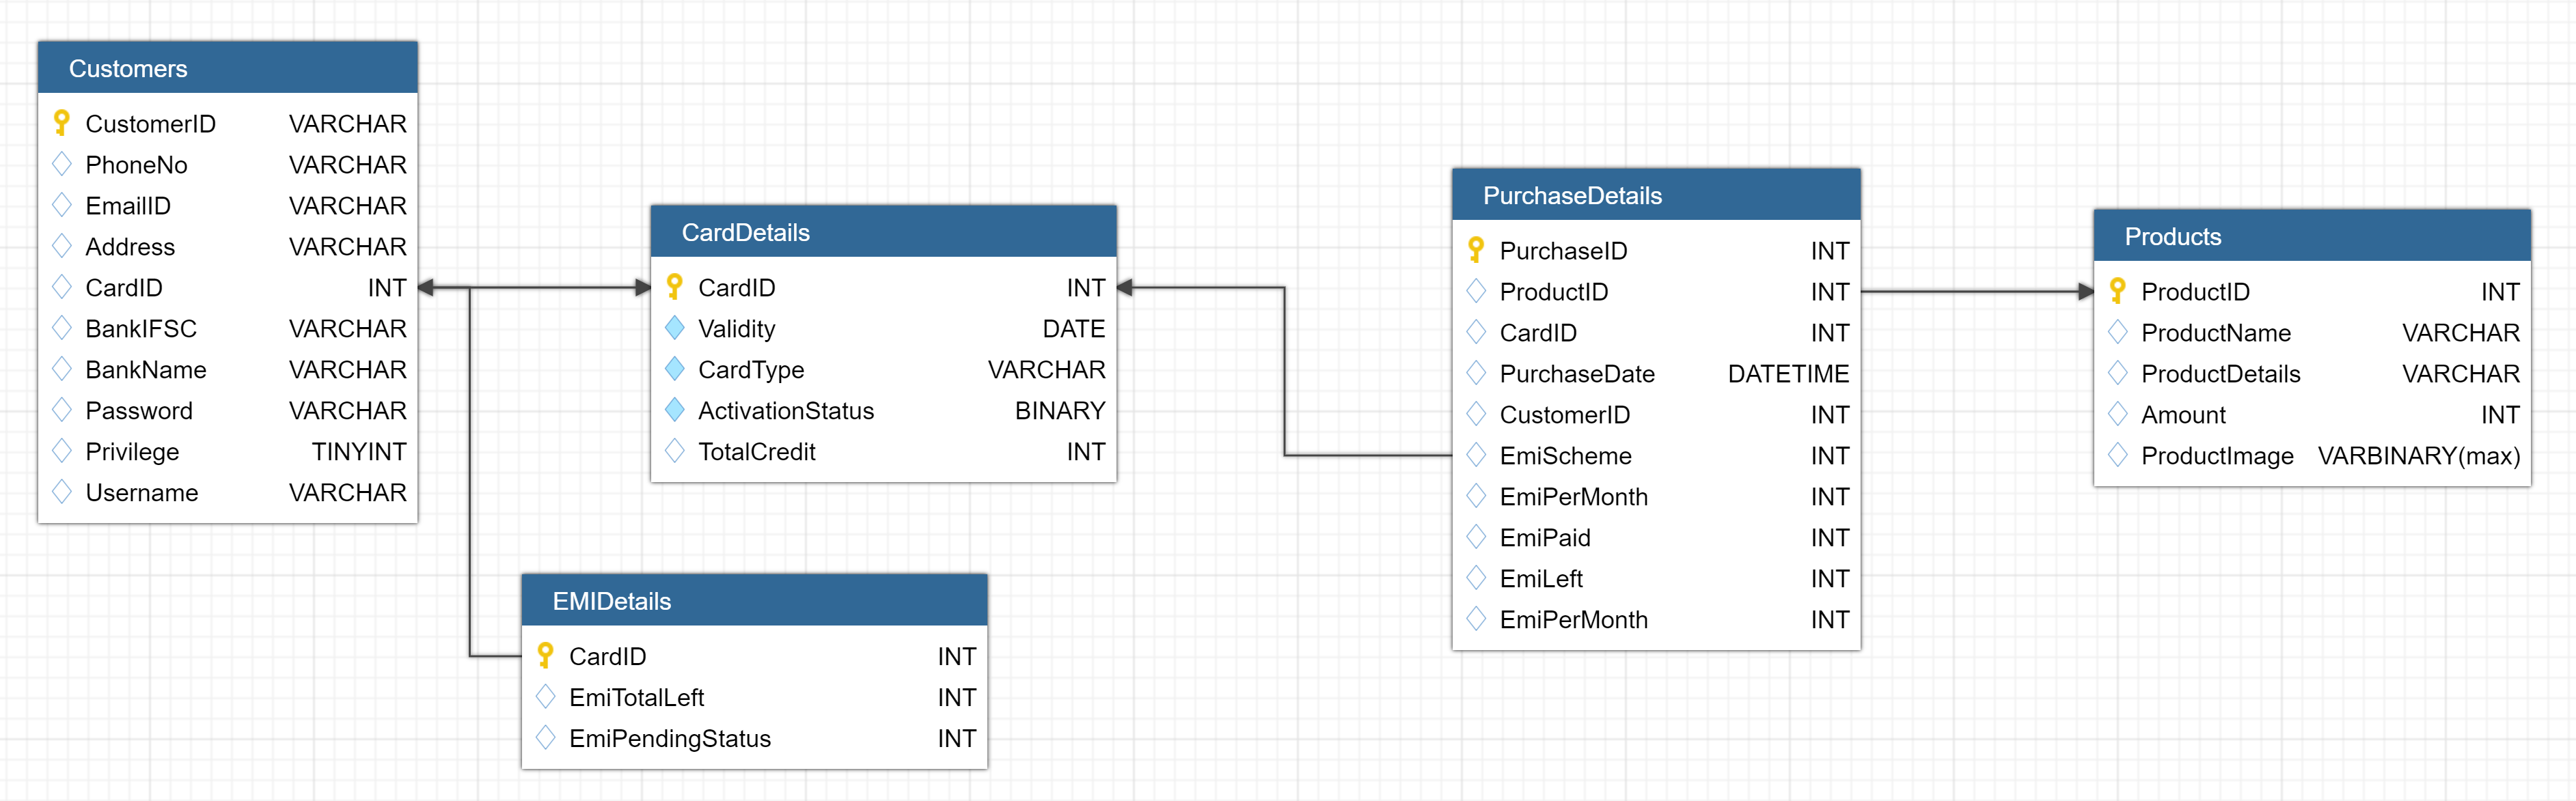 Customers
CustomerID VARCHAR
PhoneNo VARCHAR
EmailID VARCHAR
Address VARCHAR
CardID INT
BankIFSC VARCHAR
BankName VARCHAR
Password VARCHAR
Privilege TINYINT
Username VARCHAR
CardDetails
CardID INT
Validity DATE
CardType VARCHAR
ActivationStatus BINARY
TotalCredit INT
EMIDetails
CardID INT
EmiTotalLeft INT
EmiPendingStatus INT
PurchaseDetails
PurchaseID INT
ProductID INT
CardID INT
PurchaseDate DATETIME
CustomerID INT
EmiScheme INT
EmiPerMonth INT
EmiPaid INT
EmiLeft INT
EmiPerMonth INT
Products
ProductID INT
ProductName VARCHAR
ProductDetails VARCHAR
Amount INT
ProductImage VARBINARY(max)